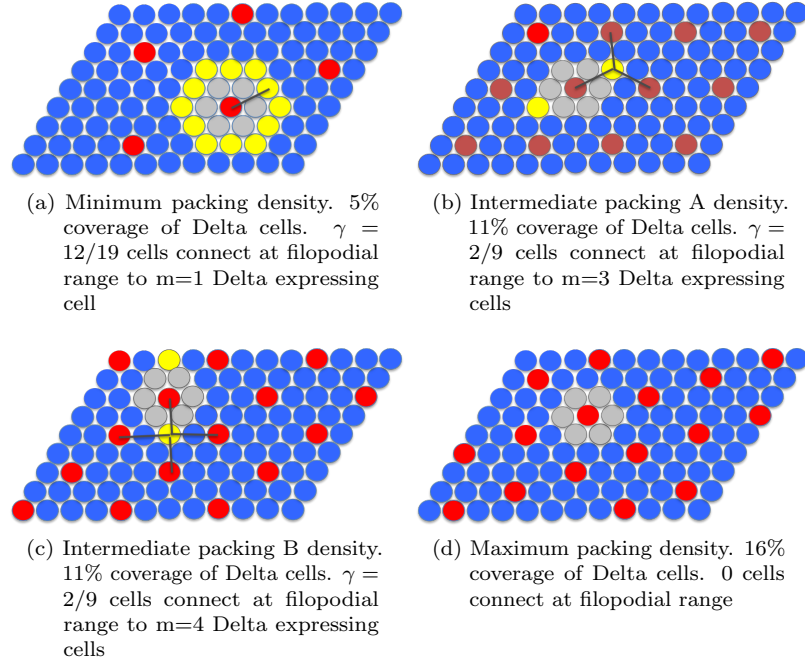 (a) Minimum packing density. 5%
coverage of Delta cells. γ =
12/19 cells connect at filopodial
range to m=1 Delta expressing
cell
(b) Intermediate packing A density.
11% coverage of Delta cells. γ =
2/9 cells connect at filopodial
range to m=3 Delta expressing
cells
(c) Intermediate packing B density.
11% coverage of Delta cells. γ =
2/9 cells connect at filopodial
range to m=4 Delta expressing
cells
(d) Maximum packing density. 16%
coverage of Delta cells. 0 cells
connect at filopodial range